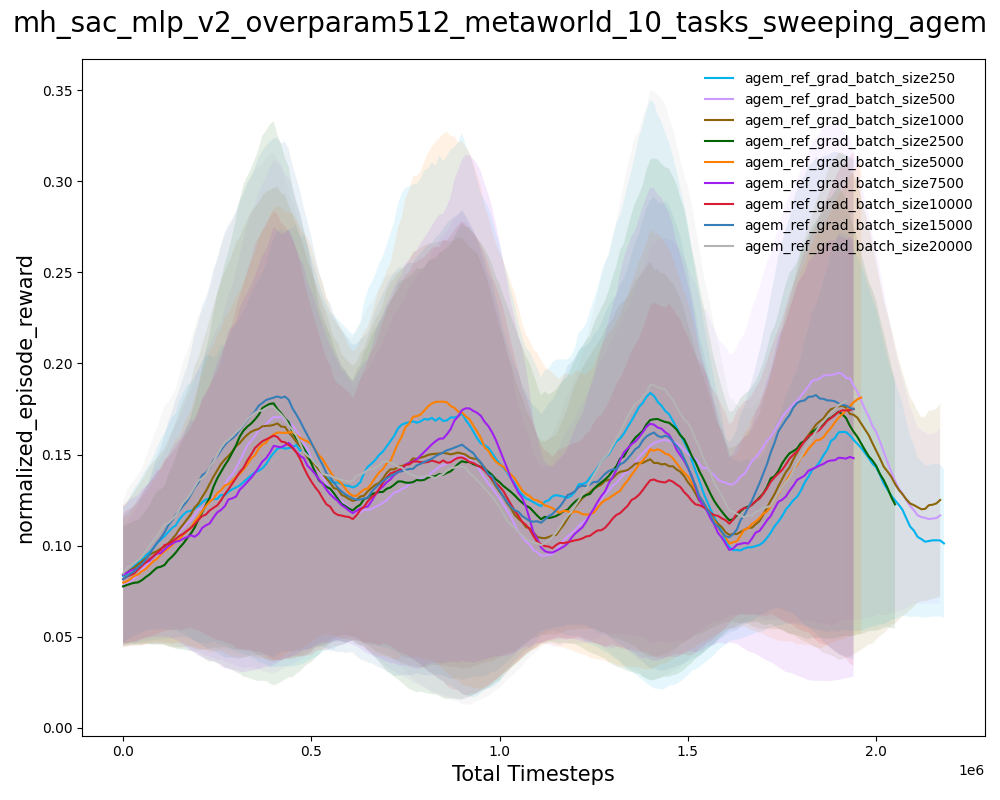 mh_sac_mlp_v2_overparam512_metaworld_10_tasks_sweeping_agem
agem_ref_grad_batch_size250
agem_ref_grad_batch_size500
agem_ref_grad_batch_size1000
agem_ref_grad_batch_size2500
agem_ref_grad_batch_size5000
agem_ref_grad_batch_size7500
agem_ref_grad_batch_size10000
agem_ref_grad_batch_size15000
agem_ref_grad_batch_size20000
normalized_episode_reward
0.35
0.30
0.25
0.20
0.15
0.10
0.05
0.00
0.0 0.5 1.0 1.5 2.0
1e6
Total Timesteps